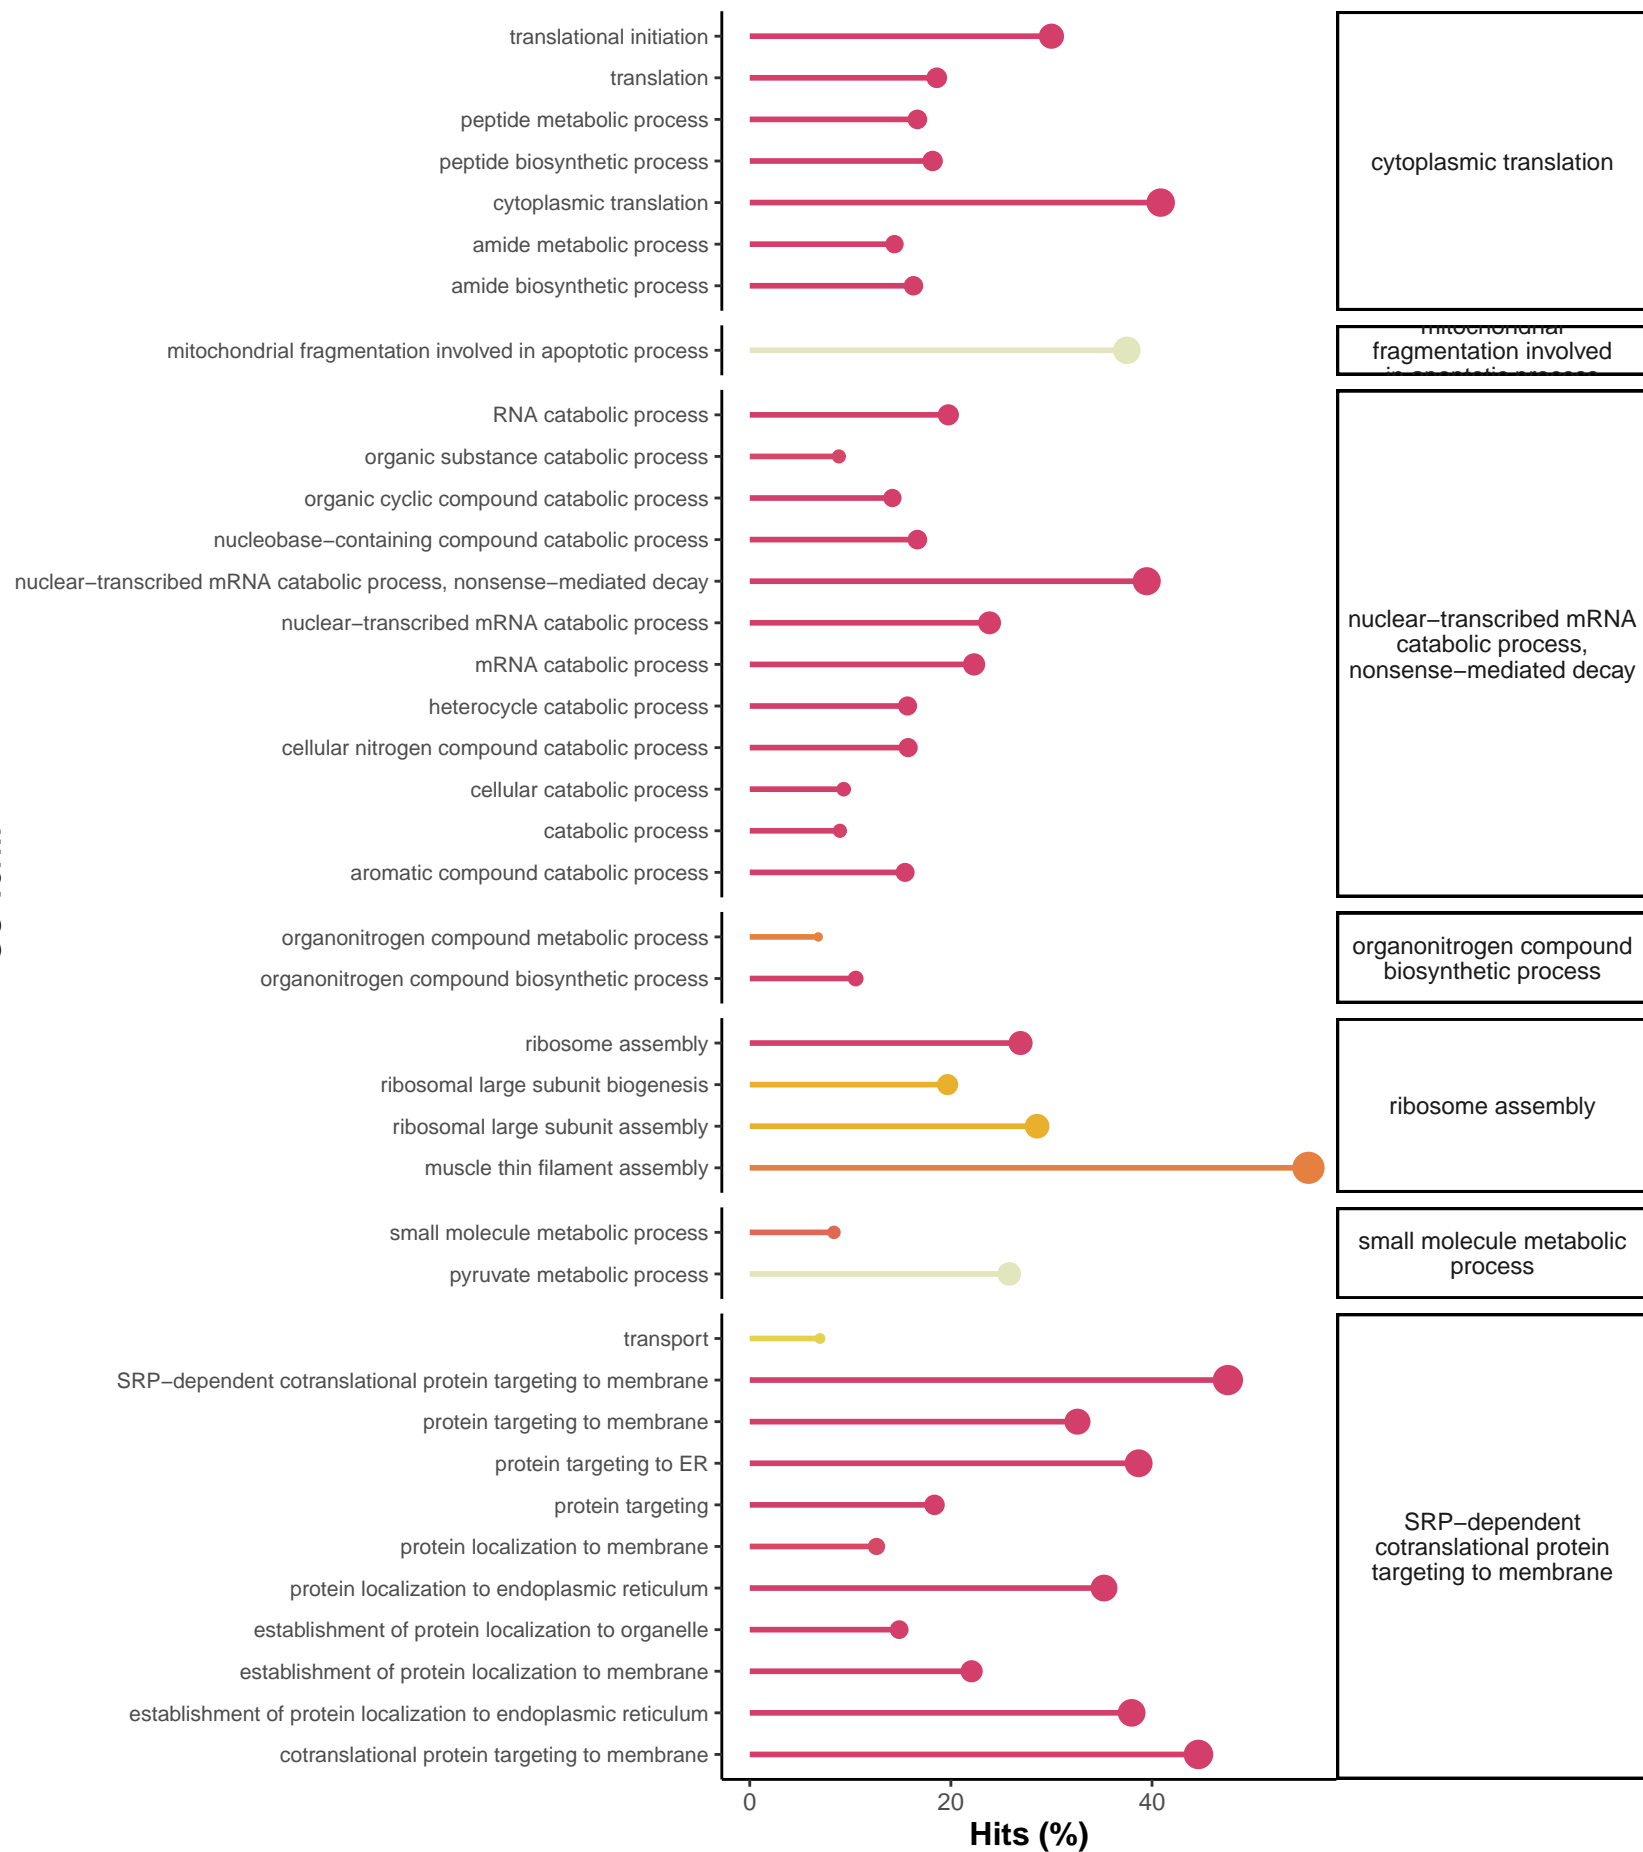 translational initiation
translation
peptide metabolic process
peptide biosynthetic process
cytoplasmic translation
amide metabolic process
amide biosynthetic process
cytoplasmic translation
mitochondrial fragmentation involved in apoptotic process
mitochondrial
fragmentation involved
in apoptotic process
RNA catabolic process
organic substance catabolic process
organic cyclic compound catabolic process
nucleobase−containing compound catabolic process
nuclear−transcribed mRNA catabolic process, nonsense−mediated decay
nuclear−transcribed mRNA catabolic process
mRNA catabolic process
heterocycle catabolic process
cellular nitrogen compound catabolic process
cellular catabolic process
catabolic process
aromatic compound catabolic process
nuclear−transcribed mRNA
catabolic process,
nonsense−mediated decay
organonitrogen compound metabolic process
organonitrogen compound biosynthetic process
organonitrogen compound
biosynthetic process
ribosome assembly
ribosomal large subunit biogenesis
ribosomal large subunit assembly
muscle thin filament assembly
ribosome assembly
small molecule metabolic process
pyruvate metabolic process
small molecule metabolic
process
transport
SRP−dependent cotranslational protein targeting to membrane
protein targeting to membrane
protein targeting to ER
protein targeting
protein localization to membrane
protein localization to endoplasmic reticulum
establishment of protein localization to organelle
establishment of protein localization to membrane
establishment of protein localization to endoplasmic reticulum
cotranslational protein targeting to membrane
SRP−dependent
cotranslational protein
targeting to membrane
0 20 40
Hits (%)